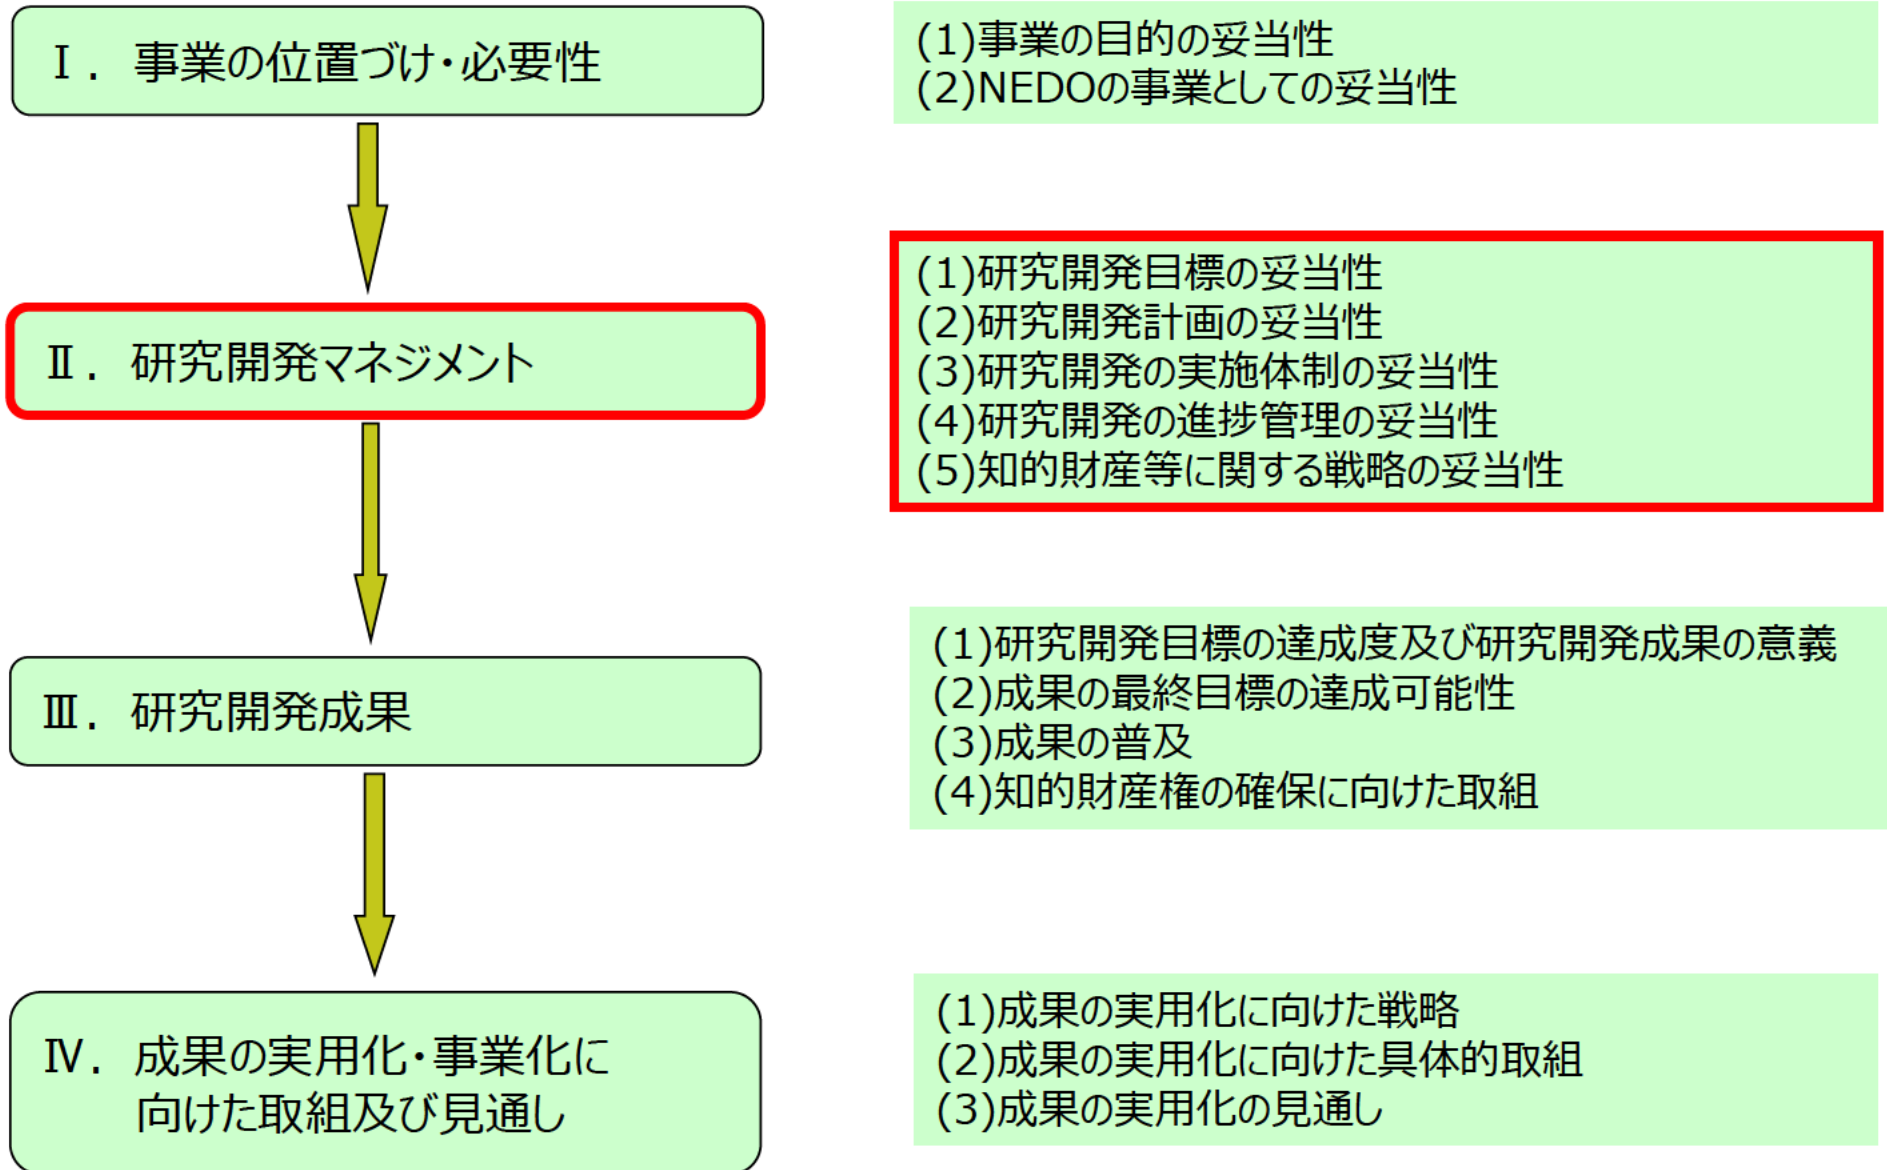 Ⅰ. 事業の位置づけ・必要性
(1)事業の目的の妥当性
(2)NEDOの事業としての妥当性
Ⅱ. 研究開発マネジメント
(1)研究開発目標の妥当性
(2)研究開発計画の妥当性
(3)研究開発の実施体制の妥当性
(4)研究開発の進捗管理の妥当性
(5)知的財産等に関する戦略の妥当性
Ⅲ. 研究開発成果
(1)研究開発目標の達成度及び研究開発成果の意義
(2)成果の最終目標の達成可能性
(3)成果の普及
(4)知的財産権の確保に向けた取組
Ⅳ. 成果の実用化・事業化に
向けた取組及び見通し
(1)成果の実用化に向けた戦略
(2)成果の実用化に向けた具体的取組
(3)成果の実用化の見通し